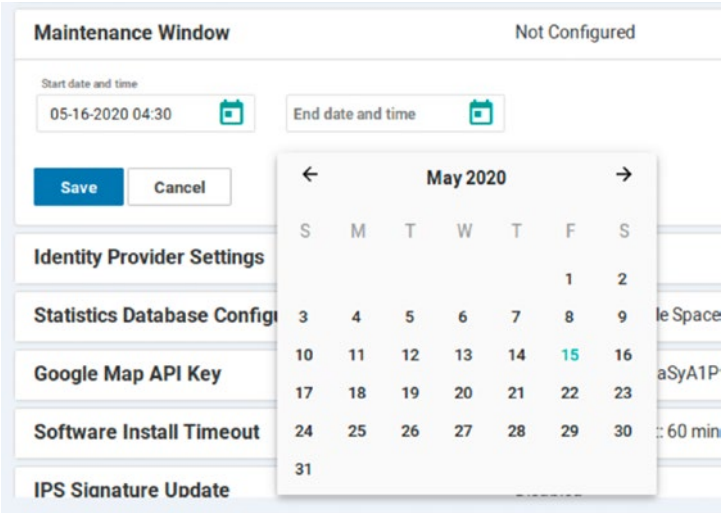 Maintenance Window Not Configured
Start date and time
05-16-2020 04:30 End date and time
Save Cancel
← May 2020 →
S M T W T F S
1 2
3 4 5 6 7 8 9
10 11 12 13 14 15 16
17 18 19 20 21 22 23
24 25 26 27 28 29 30
31
Identity Provider Settings
Statistics Database Config le Space
Google Map API Key aSyA1P
Software Install Timeout : 60 min
IPS Signature Update